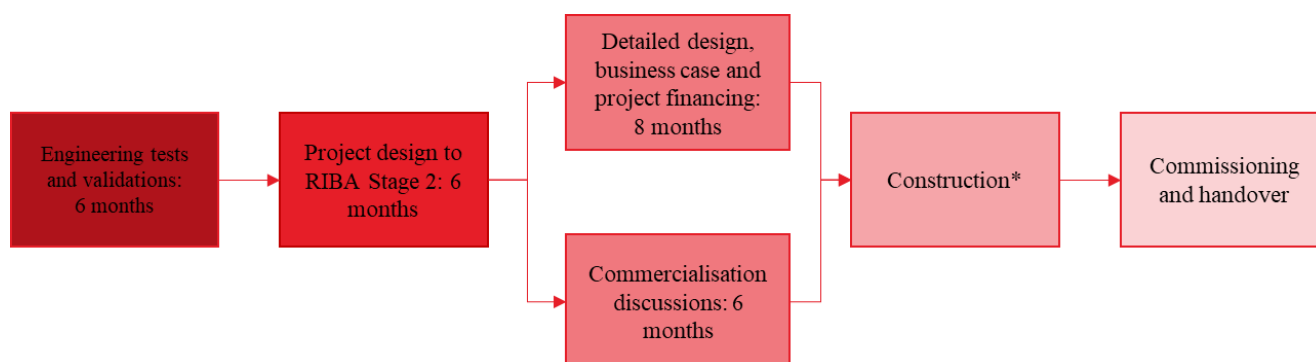 Engineering tests
and validations:
6 months
Project design to
RIBA Stage 2: 6
months
Detailed design,
business case and
project financing:
8 months
Commercialisation
discussions: 6
months
Construction*
Commissioning
and handover